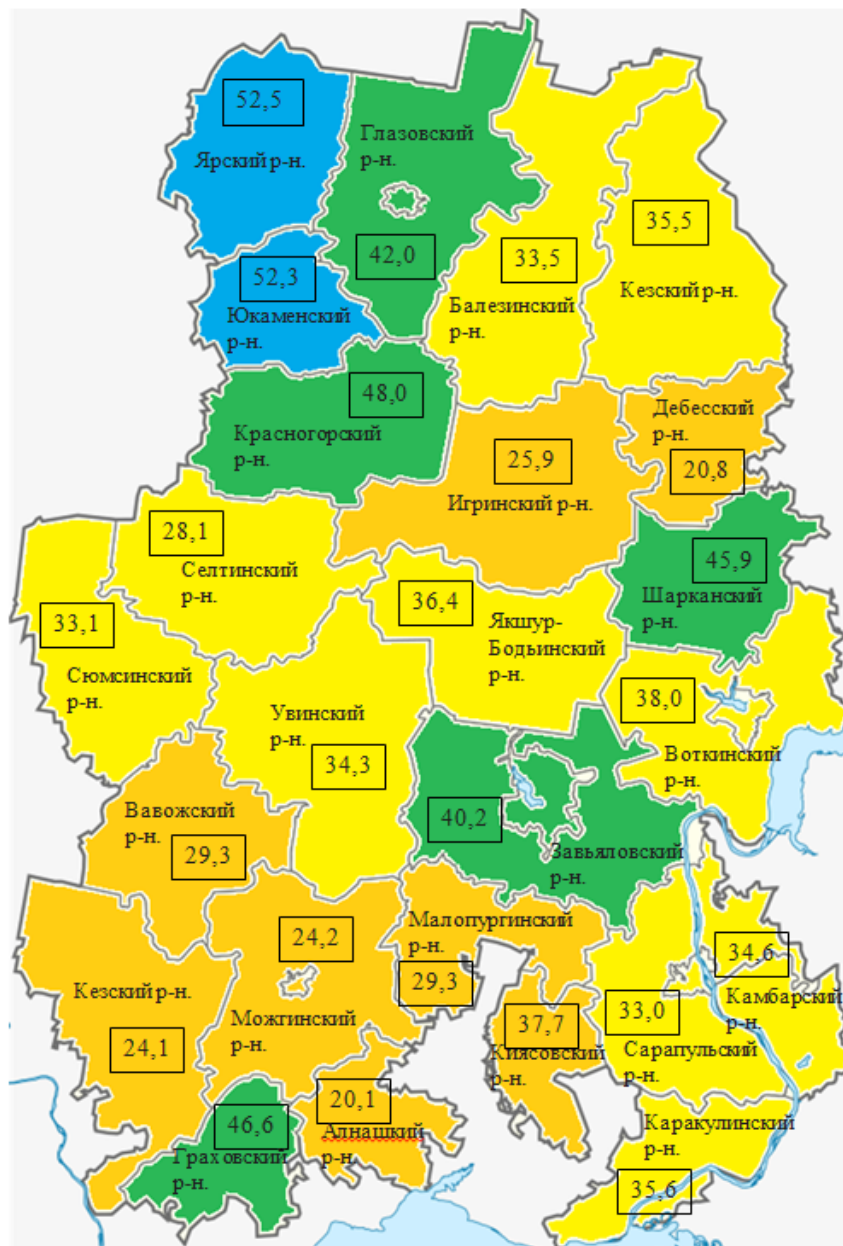 52,5
Ярский р-н.
Глазовский
р-н.
42,0
52,3
Юкаменский
р-н.
33,5
Балезинский
р-н.
35,5
Кезский р-н.
48,0
Красногорский
р-н.
25,9
Игринский р-н.
Дебесский
р-н.
20,8
28,1
Селтинский
р-н.
45,9
Шарканский
р-н.
33,1
Сюмсинский
р-н.
36,4
Якшур-
Бодьинский
р-н.
38,0
Воткинский
р-н.
Увинский
р-н.
34,3
40,2
Завьяловский
р-н.
Вавожский
р-н.
29,3
Малопургинский
р-н.
29,3
24,2
Можгинский
р-н.
Кезский р-н.
24,1
37,7
Киясовский
р-н.
34,6
Камбарский
р-н.
33,0
Сарапульский
р-н.
20,1
Алнашкий
р-н.
46,6
Граховский
р-н.
Каракулинский
р-н.
35,6